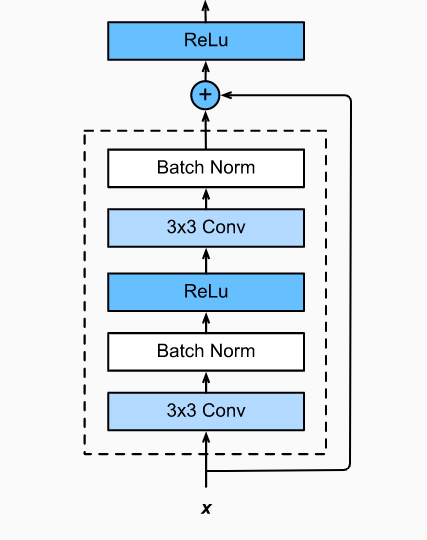 ReLu
+
Batch Norm
3x3 Conv
ReLu
Batch Norm
3x3 Conv
x